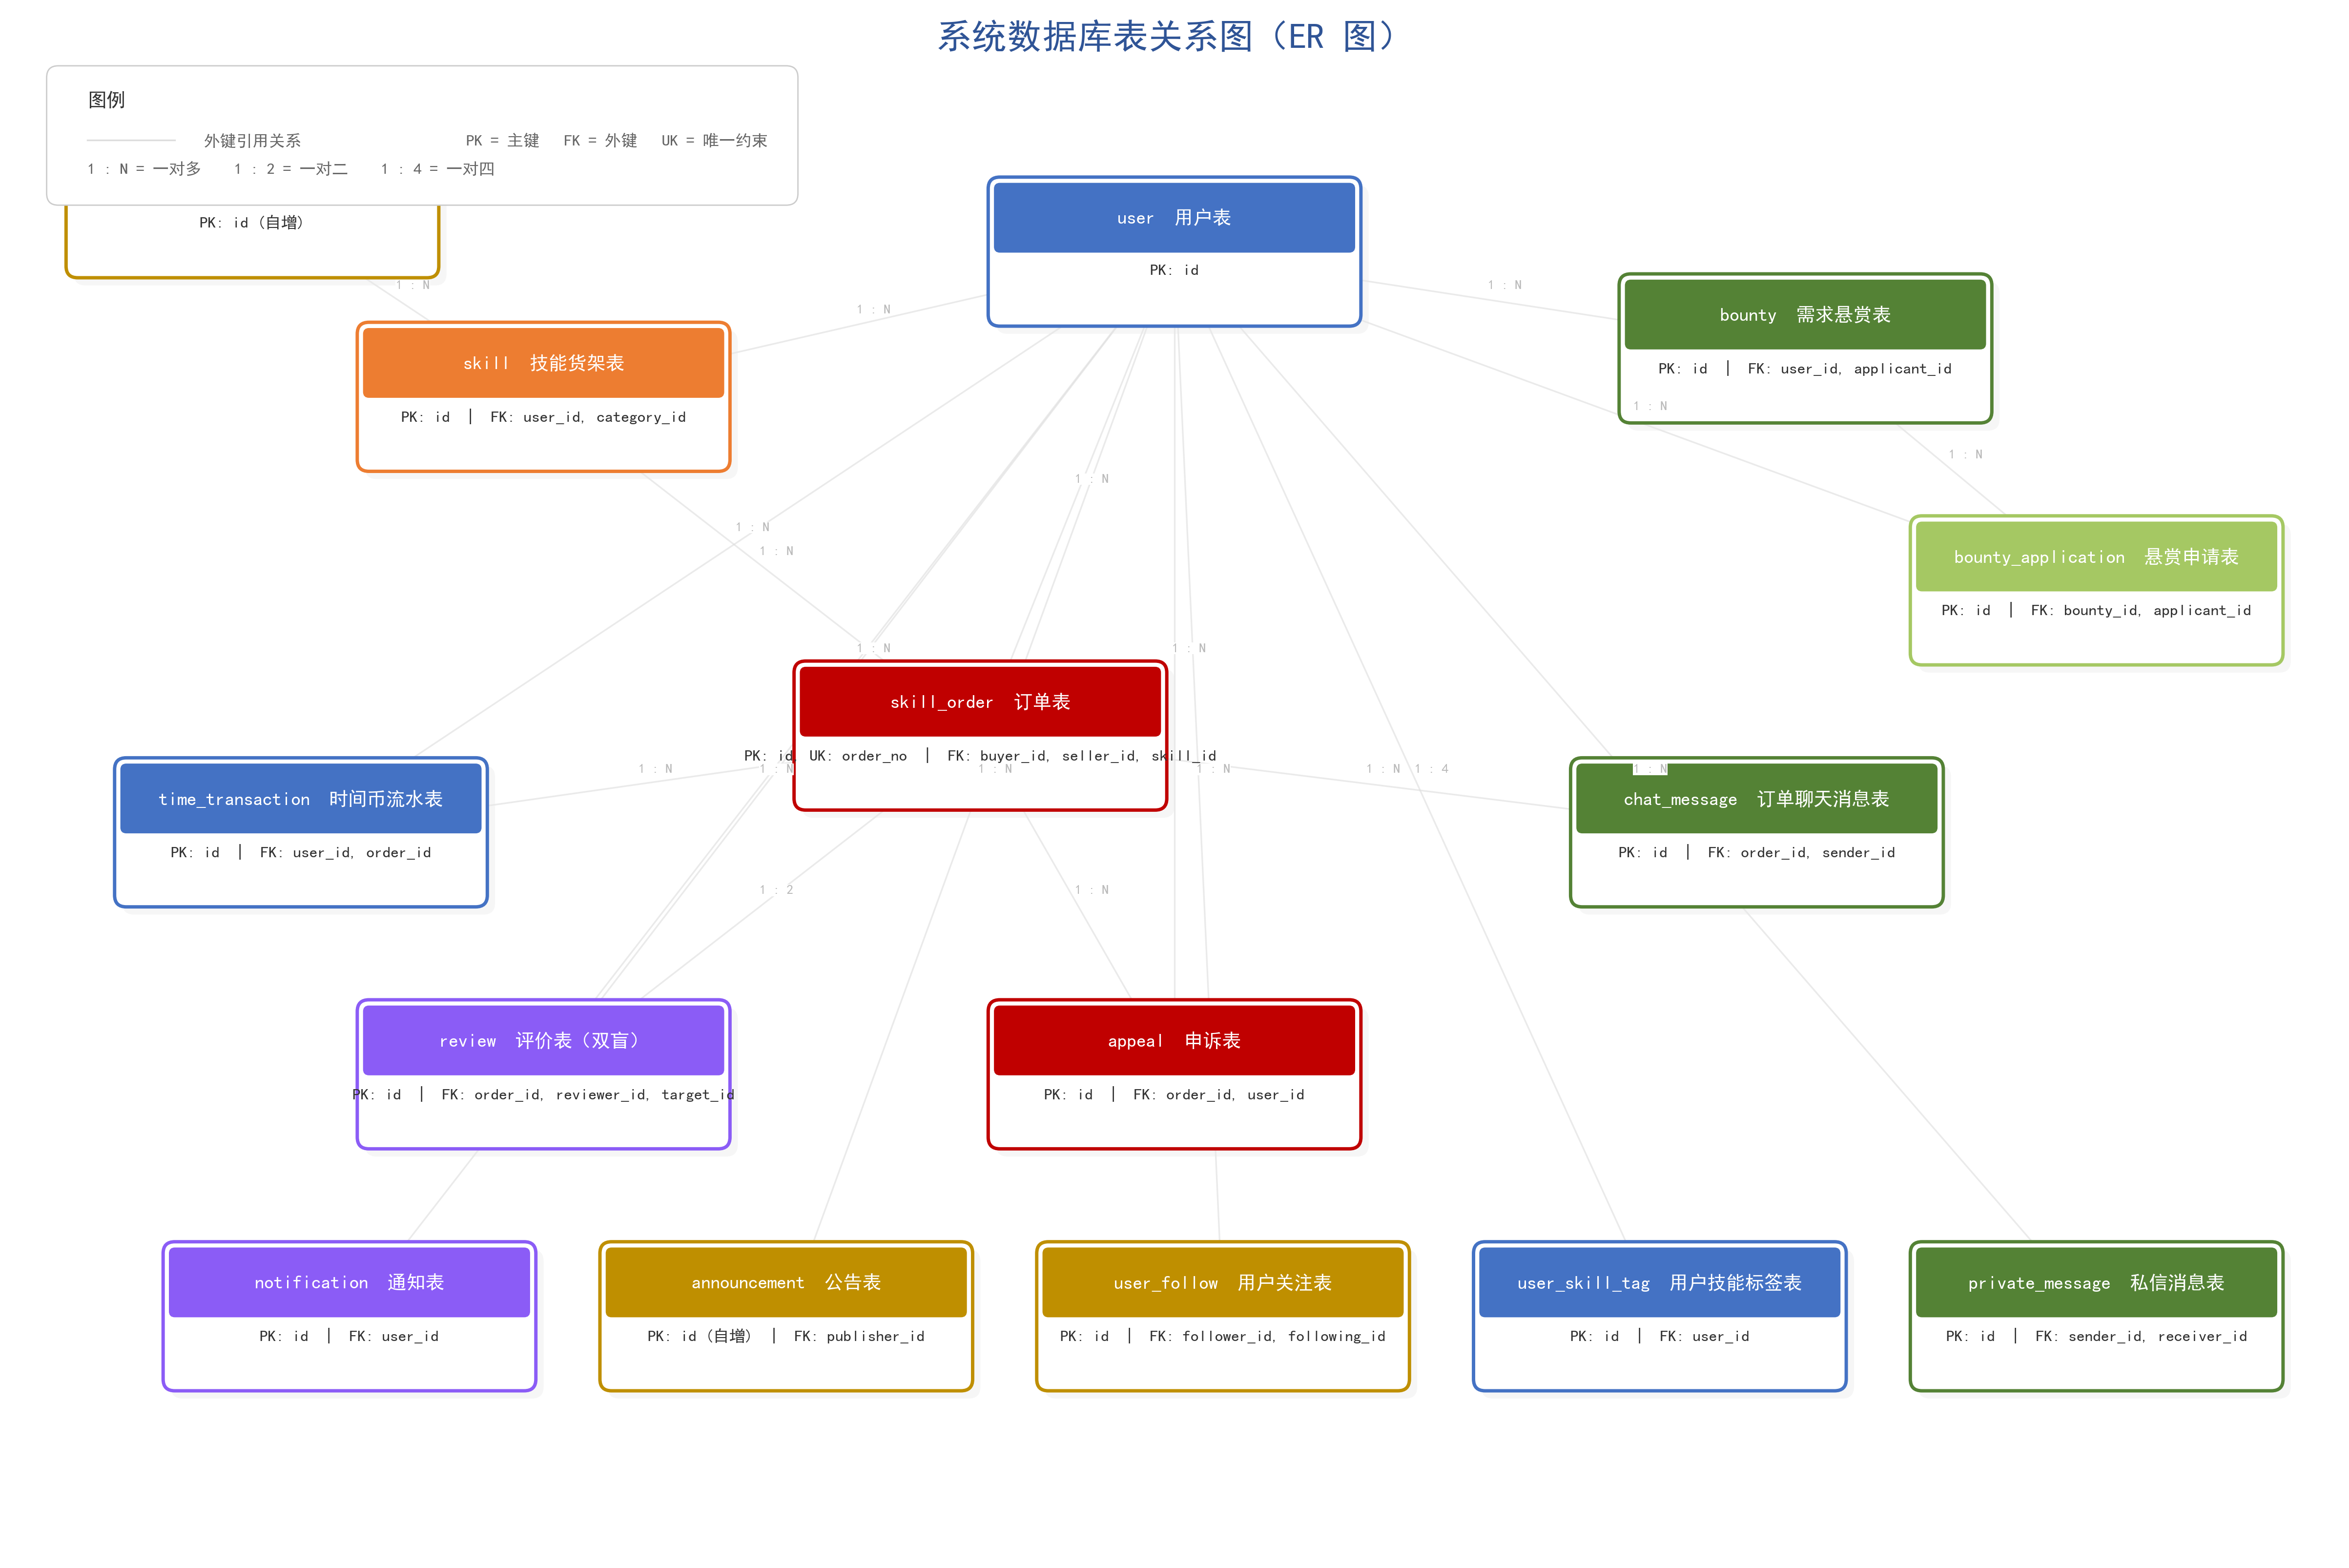 系统数据库表关系图（ER 图）
图例
外键引用关系
PK = 主键 FK = 外键 UK = 唯一约束
1 : N = 一对多 1 : 2 = 一对二 1 : 4 = 一对四
PK: id（自增）
user 用户表
PK: id
1 : N
1 : N
1 : N
bounty 需求悬赏表
PK: id | FK: user_id, applicant_id
1 : N
skill 技能货架表
PK: id | FK: user_id, category_id
1 : N
1 : N
1 : N
1 : N
bounty_application 悬赏申请表
PK: id | FK: bounty_id, applicant_id
1 : N
1 : N
skill_order 订单表
PK: id UK: order_no | FK: buyer_id, seller_id, skill_id
1 : N
1 : N
1 : N
1 : N
1 : N
1 : 4
1 : N
time_transaction 时间币流水表
PK: id | FK: user_id, order_id
chat_message 订单聊天消息表
PK: id | FK: order_id, sender_id
1 : 2
1 : N
review 评价表（双盲）
PK: id | FK: order_id, reviewer_id, target_id
appeal 申诉表
PK: id | FK: order_id, user_id
notification 通知表
PK: id | FK: user_id
announcement 公告表
PK: id（自增） | FK: publisher_id
user_follow 用户关注表
PK: id | FK: follower_id, following_id
user_skill_tag 用户技能标签表
PK: id | FK: user_id
private_message 私信消息表
PK: id | FK: sender_id, receiver_id